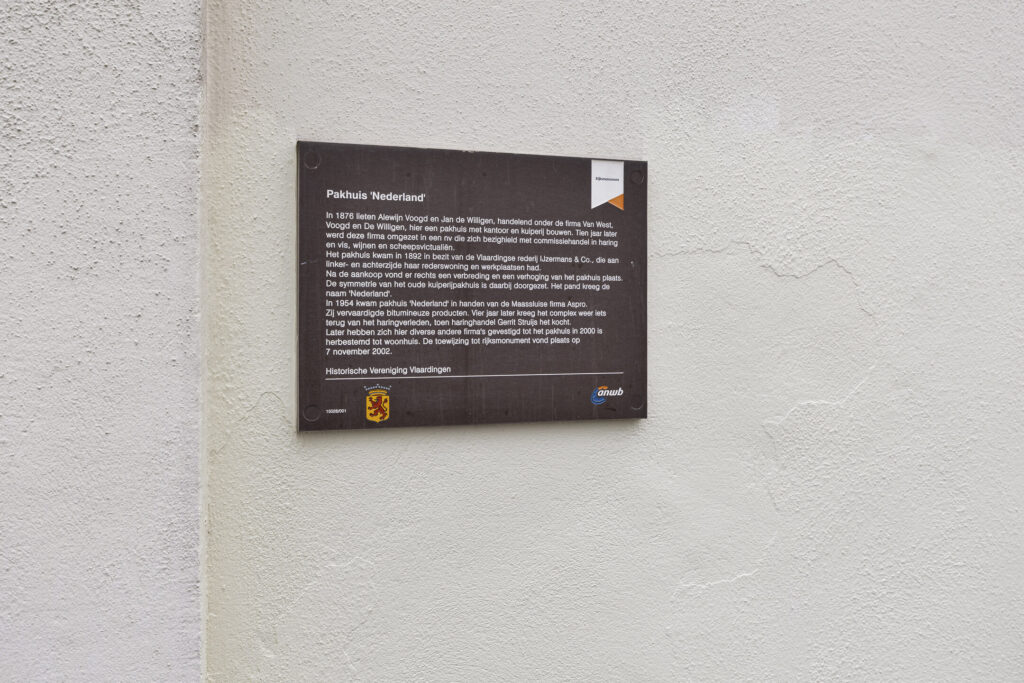 Rijksmonument
Pakhuis 'Nederland'
In 1876 lieten Alewijn Voogd en Jan de Willigen, handelend onder de firma Van West,
Voogd en De Willigen, hier een pakhuis met kantoor en kuiperij bouwen. Tien jaar later
werd deze firma omgezet in een nv die zich bezighield met commissiehandel in haring
en vis, wijnen en scheepsvictualiën.
Het pakhuis kwam in 1892 in bezit van de Vlaardingse rederij IJzermans & Co., die aan
linker- en achterzijde haar rederswoning en werkplaatsen had.
Na de aankoop vond er rechts een verbreding en een verhoging van het pakhuis plaats.
De symmetrie van het oude kuiperijpakhuis is daarbij doorgezet. Het pand kreeg de
naam 'Nederland'.
In 1954 kwam pakhuis 'Nederland' in handen van de Maassluise firma Aspro.
Zij vervaardigde bitumineuze producten. Vier jaar later kreeg het complex weer iets
terug van het haringverleden, toen haringhandel Gerrit Struijs het kocht.
Later hebben zich hier diverse andere firma's gevestigd tot het pakhuis in 2000 is
herbestemd tot woonhuis. De toewijzing tot rijksmonument vond plaats op
7 november 2002.
Historische Vereniging Vlaardingen
anwb